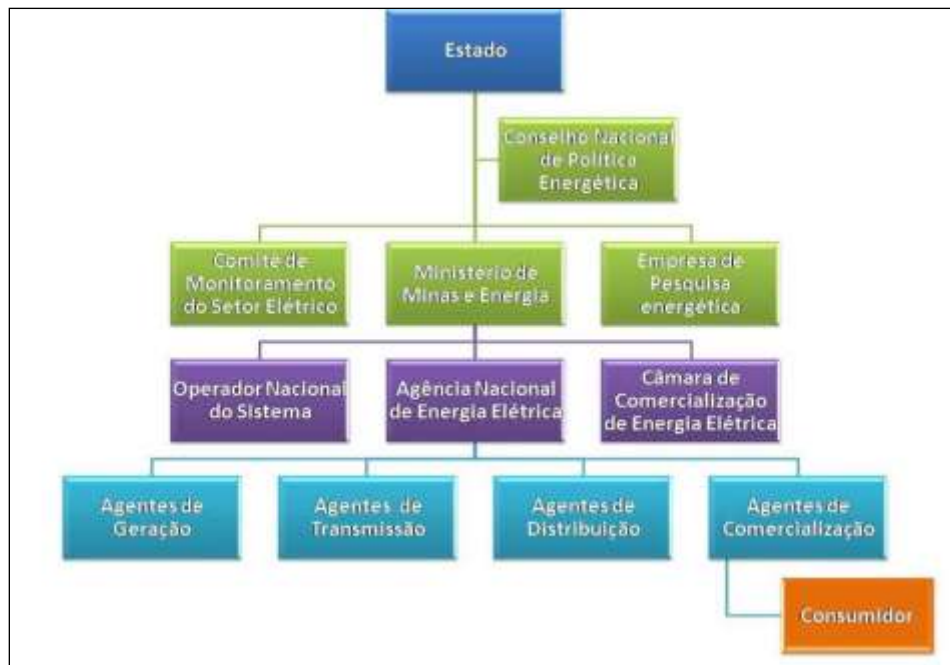 Estado
Conselho Nacional
de Política
Energética
Comitê de
Monitoramento
do Setor Elétrico
Ministério de
Minas e Energia
Empresa de
Pesquisa
energética
Operador Nacional
do Sistema
Agência Nacional
de Energia Elétrica
Câmara de
Comercialização
de Energia Elétrica
Agentes de
Geração
Agentes de
Transmissão
Agentes de
Distribuição
Agentes de
Comercialização
Consumidor